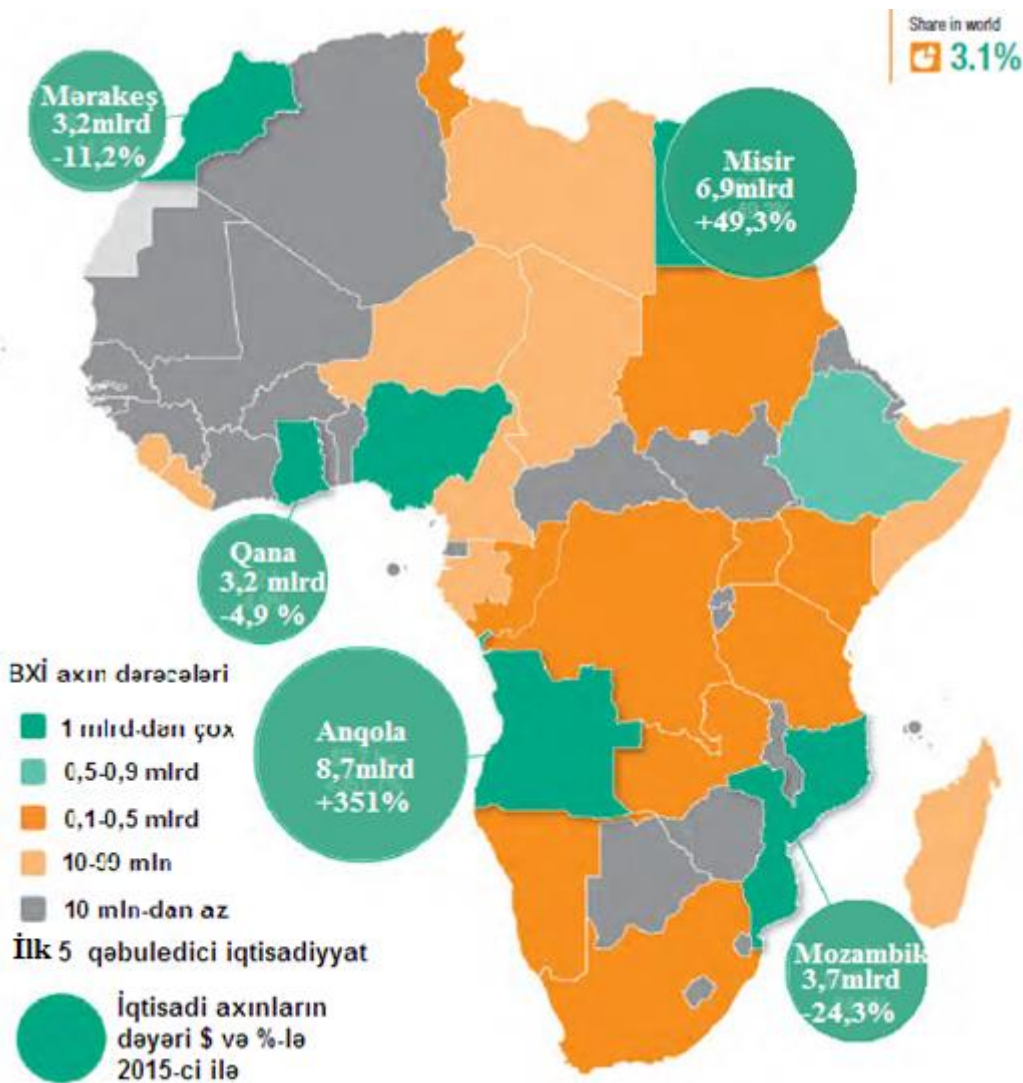 Share in world
3.1%
Mərakeş
3,2mlrd
-11,2%
Misir
6,9mlrd
+49,3%
Qana
3,2 mlrd
-4,9 %
Anqola
8,7mlrd
+351%
Mozambik
3,7mlrd
-24,3%
BXİ axın dərəcələri
1 mlrd-dan çox
0,5-0,9 mlrd
0,1-0,5 mlrd
10-99 mln
10 mln-dan az
İlk 5 qəbuledici iqtisadiyyat
İqtisadi axınların
dəyəri $ və %-lə
2015-ci ilə